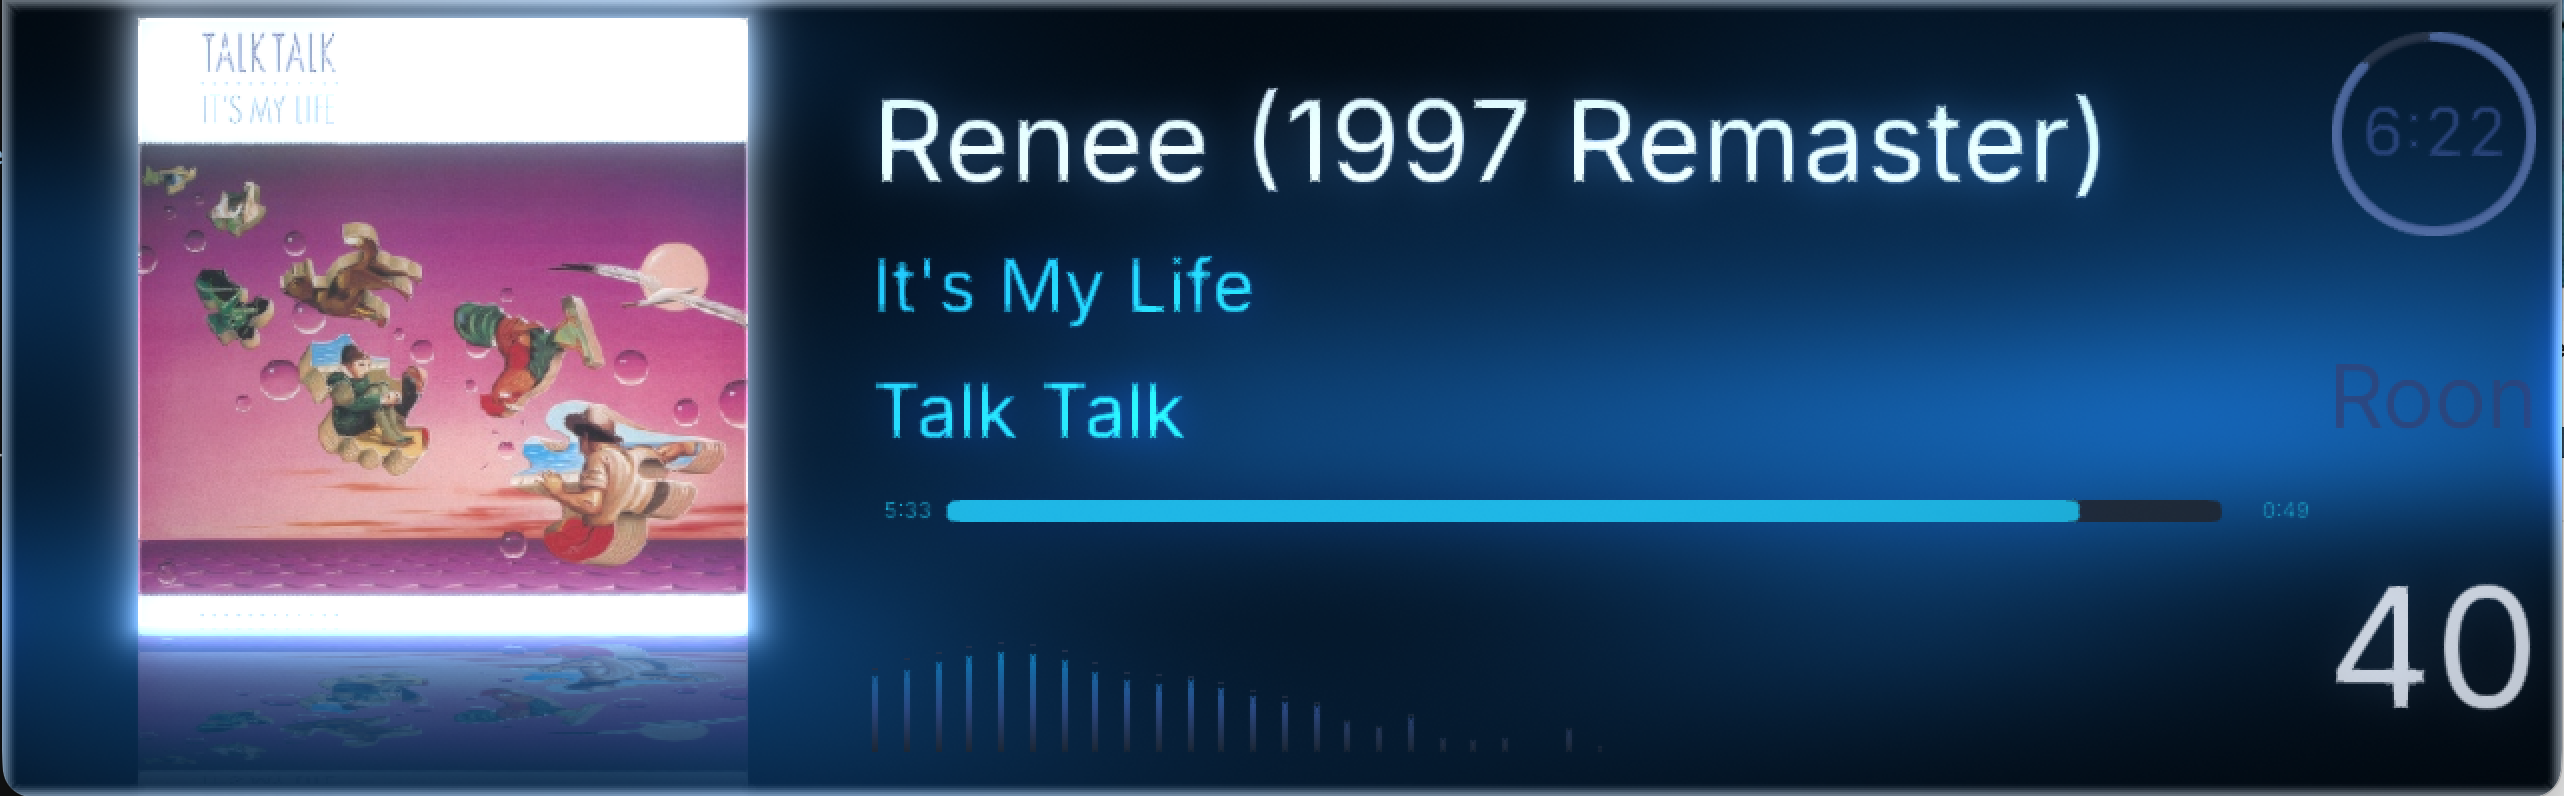 TALK TALK
IT'S MY LIFE
Renee (1997 Remaster)
6:22
It's My Life
Talk Talk
Roon
5:33
0:49
40